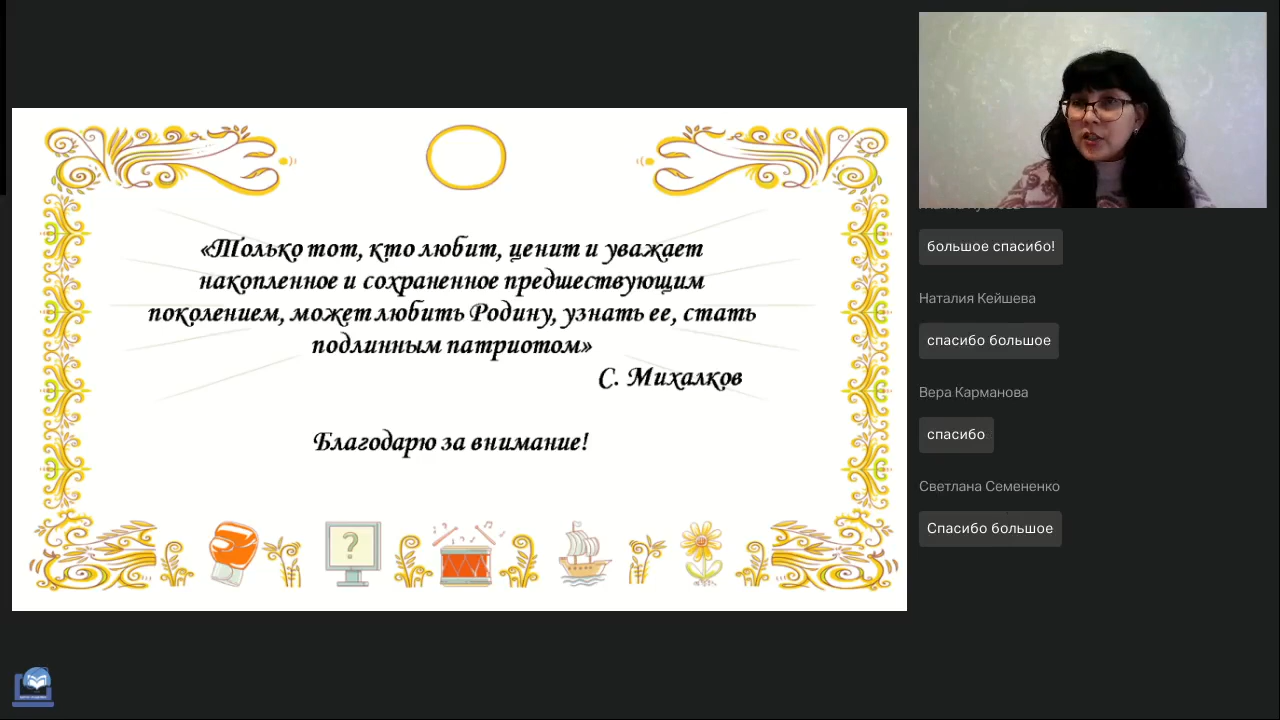 «Только тот, кто любит, ценит и уважает
накопленное и сохраненное предшествующим
поколением, может любить Родину, узнать ее, стать
подлинным патриотом»
С. Михалков
Благодарю за внимание!
большое спасибо!
Наталия Кейшева
спасибо большое
Вера Карманова
спасибо
Светлана Семененко
Спасибо большое
?